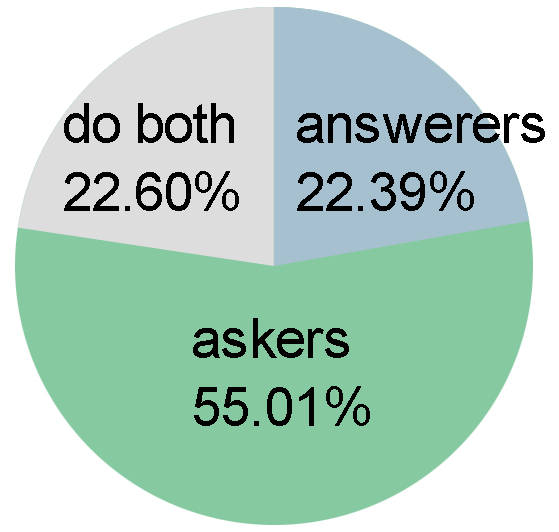 do both
22.60%
answerers
22.39%
askers
55.01%